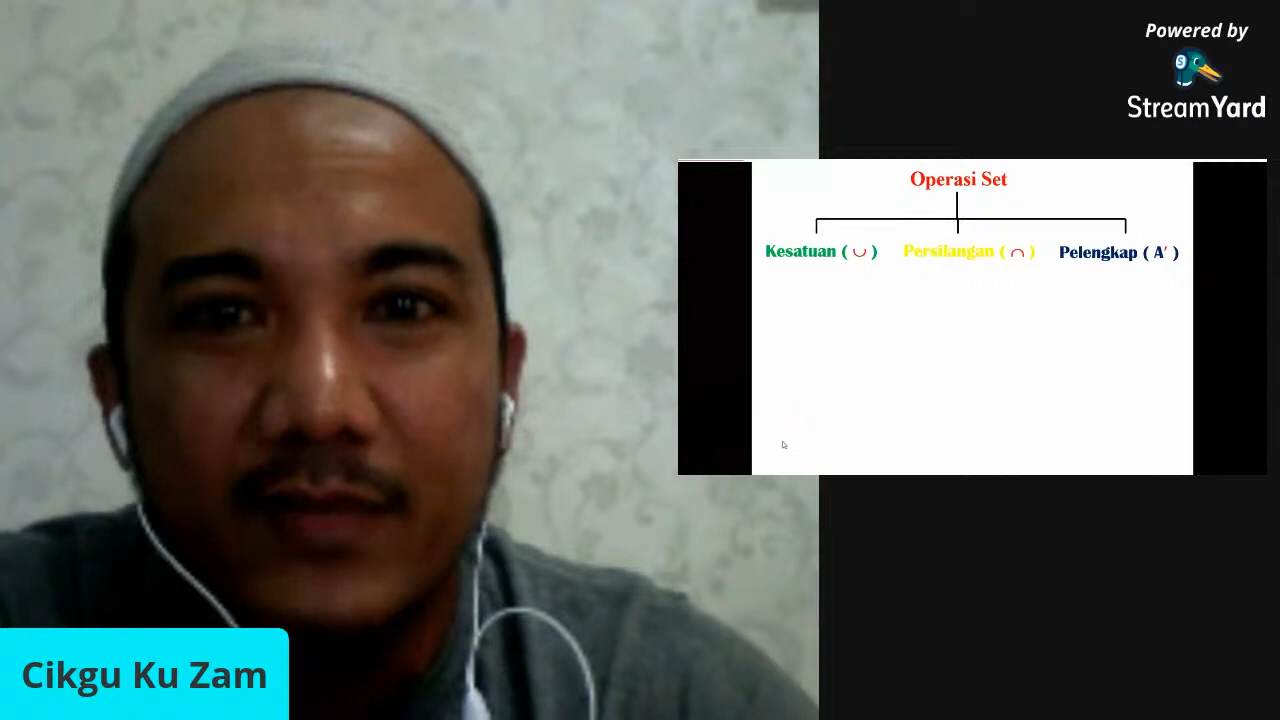 Powered by
StreamYard
Operasi Set
Kesatuan ( ∪ ) Persilangan ( ∩ ) Pelengkap ( A′ )
Cikgu Ku Zam